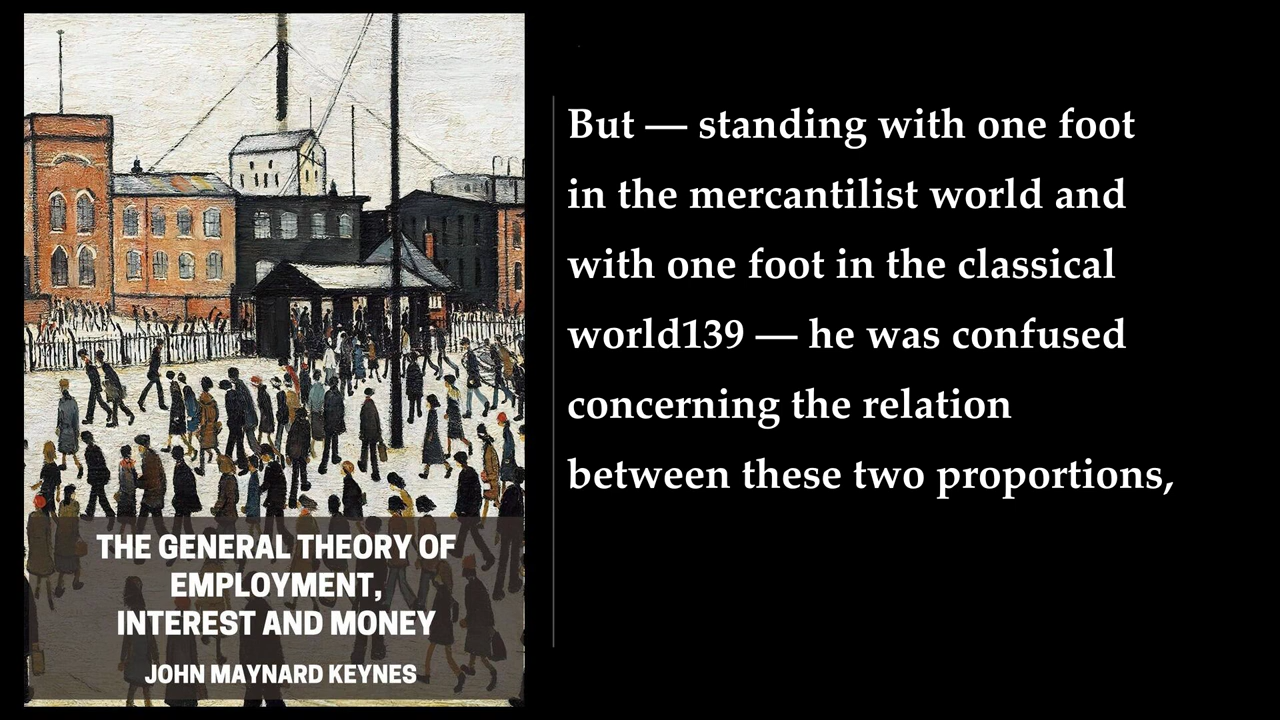 THE GENERAL THEORY OF
EMPLOYMENT,
INTEREST AND MONEY
JOHN MAYNARD KEYNES
But — standing with one foot
in the mercantilist world and
with one foot in the classical
world139 — he was confused
concerning the relation
between these two proportions,